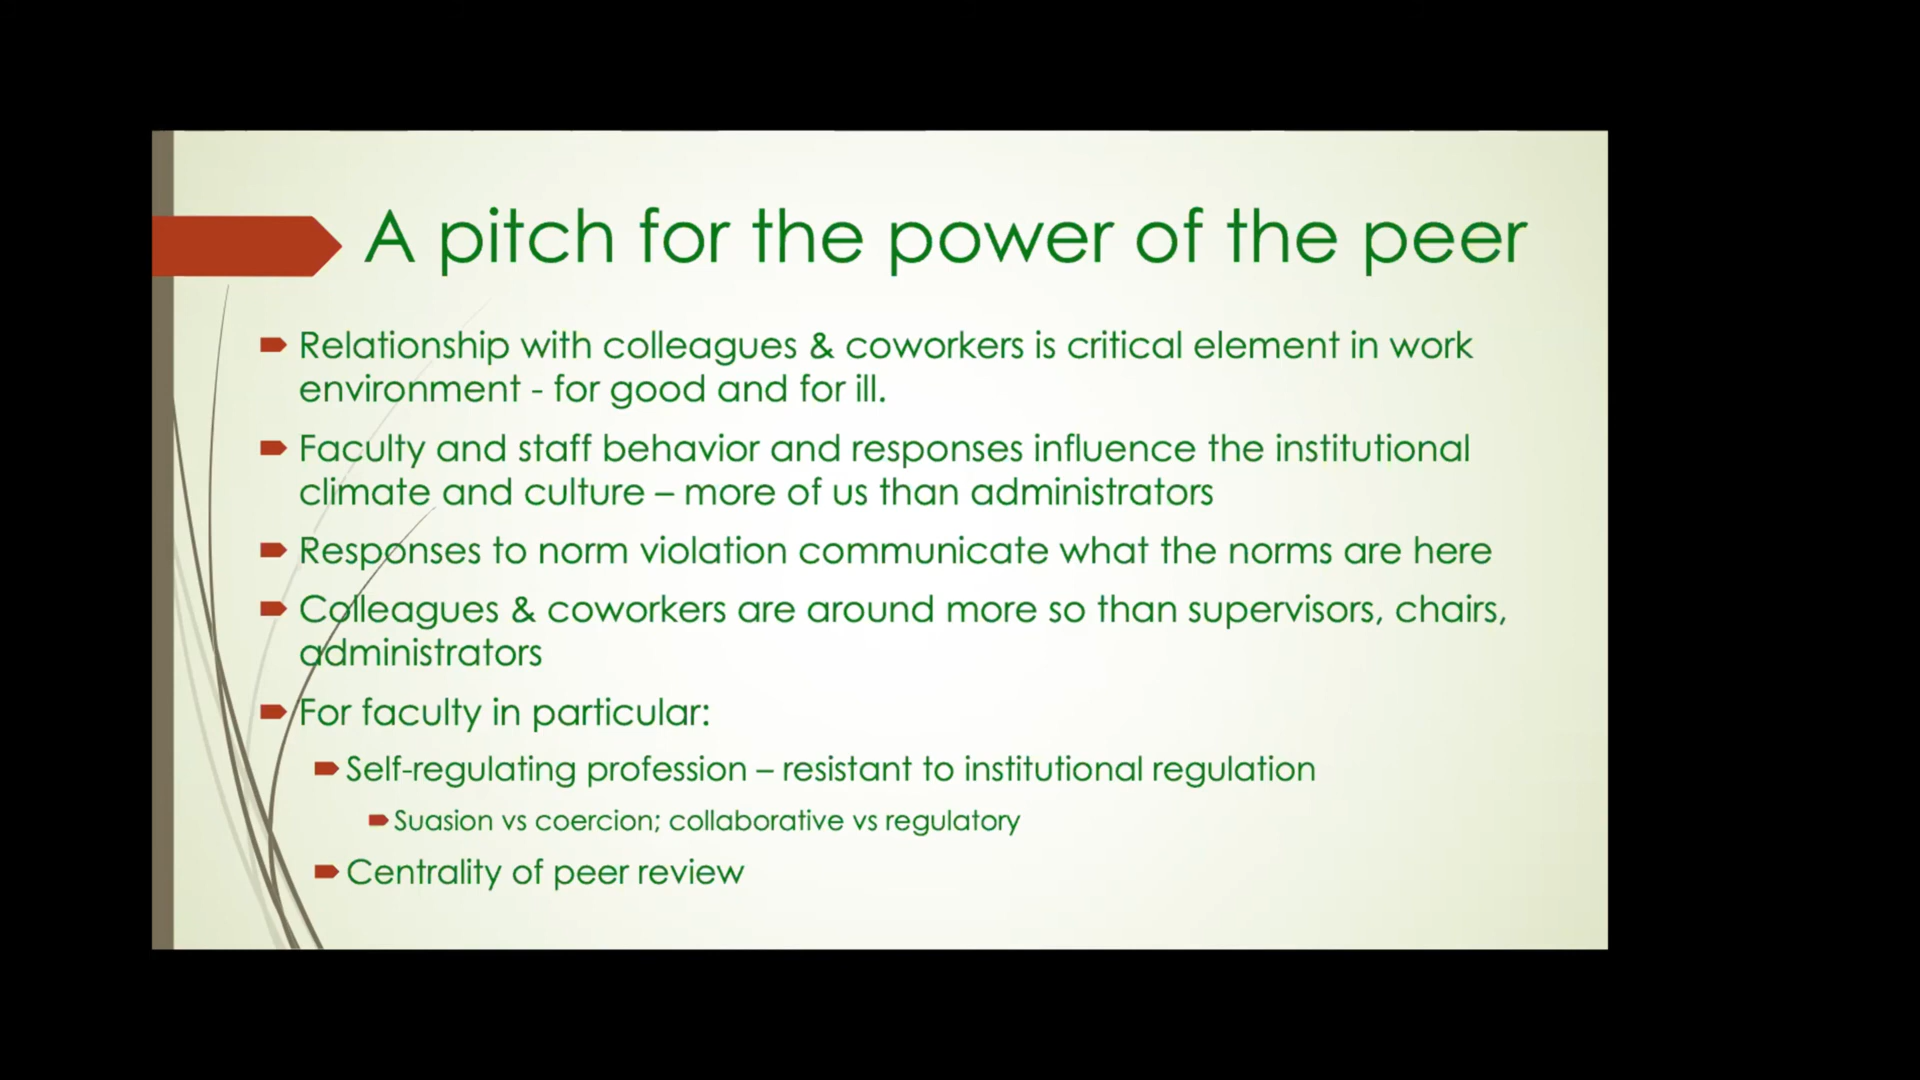 A pitch for the power of the peer
Relationship with colleagues & coworkers is critical element in work
environment - for good and for ill.
Faculty and staff behavior and responses influence the institutional
climate and culture – more of us than administrators
Responses to norm violation communicate what the norms are here
Colleagues & coworkers are around more so than supervisors, chairs,
administrators
For faculty in particular:
Self-regulating profession – resistant to institutional regulation
Suasion vs coercion; collaborative vs regulatory
Centrality of peer review